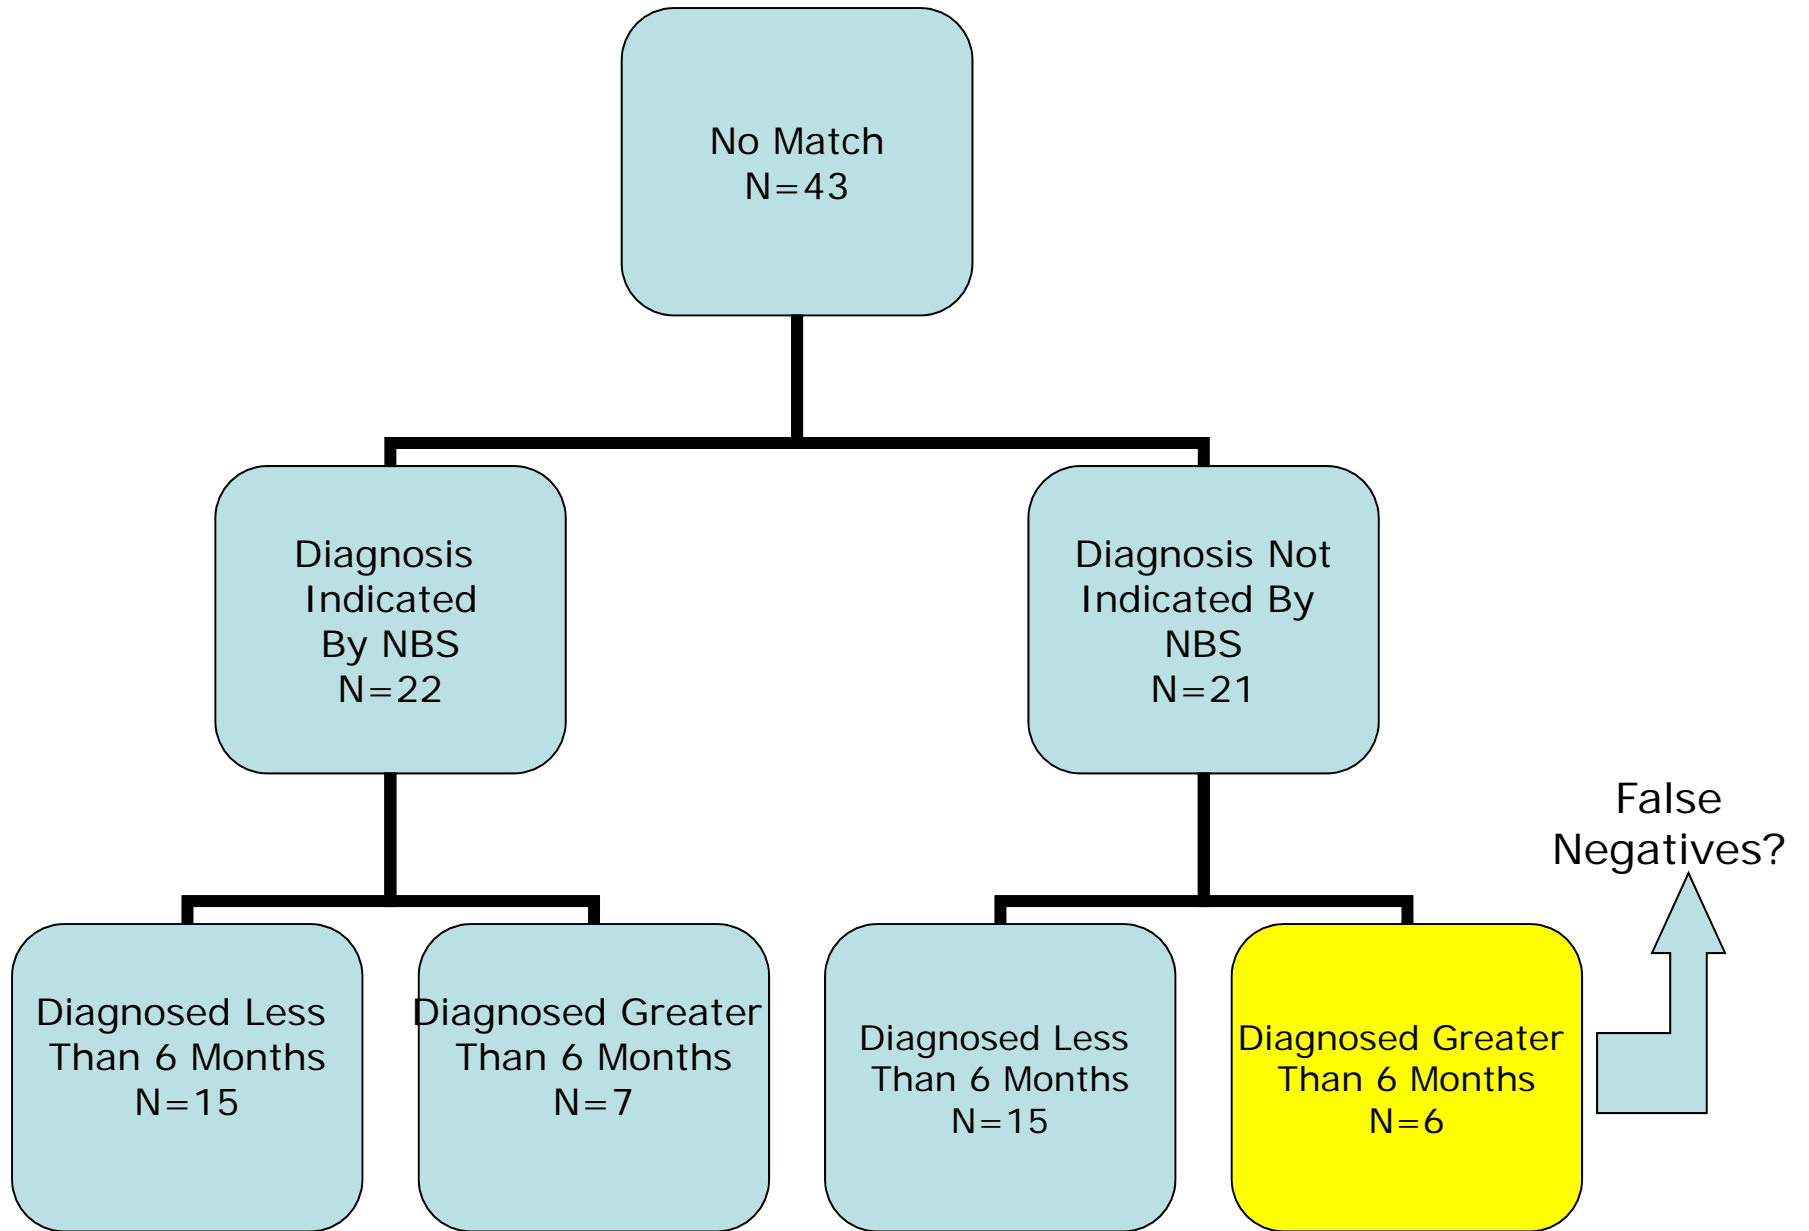 No Match
N=43
Diagnosis
Indicated
By NBS
N=22
Diagnosis Not
Indicated By
NBS
N=21
False
Negatives?
Diagnosed Less
Than 6 Months
N=15
Diagnosed Greater
Than 6 Months
N=7
Diagnosed Less
Than 6 Months
N=15
Diagnosed Greater
Than 6 Months
N=6